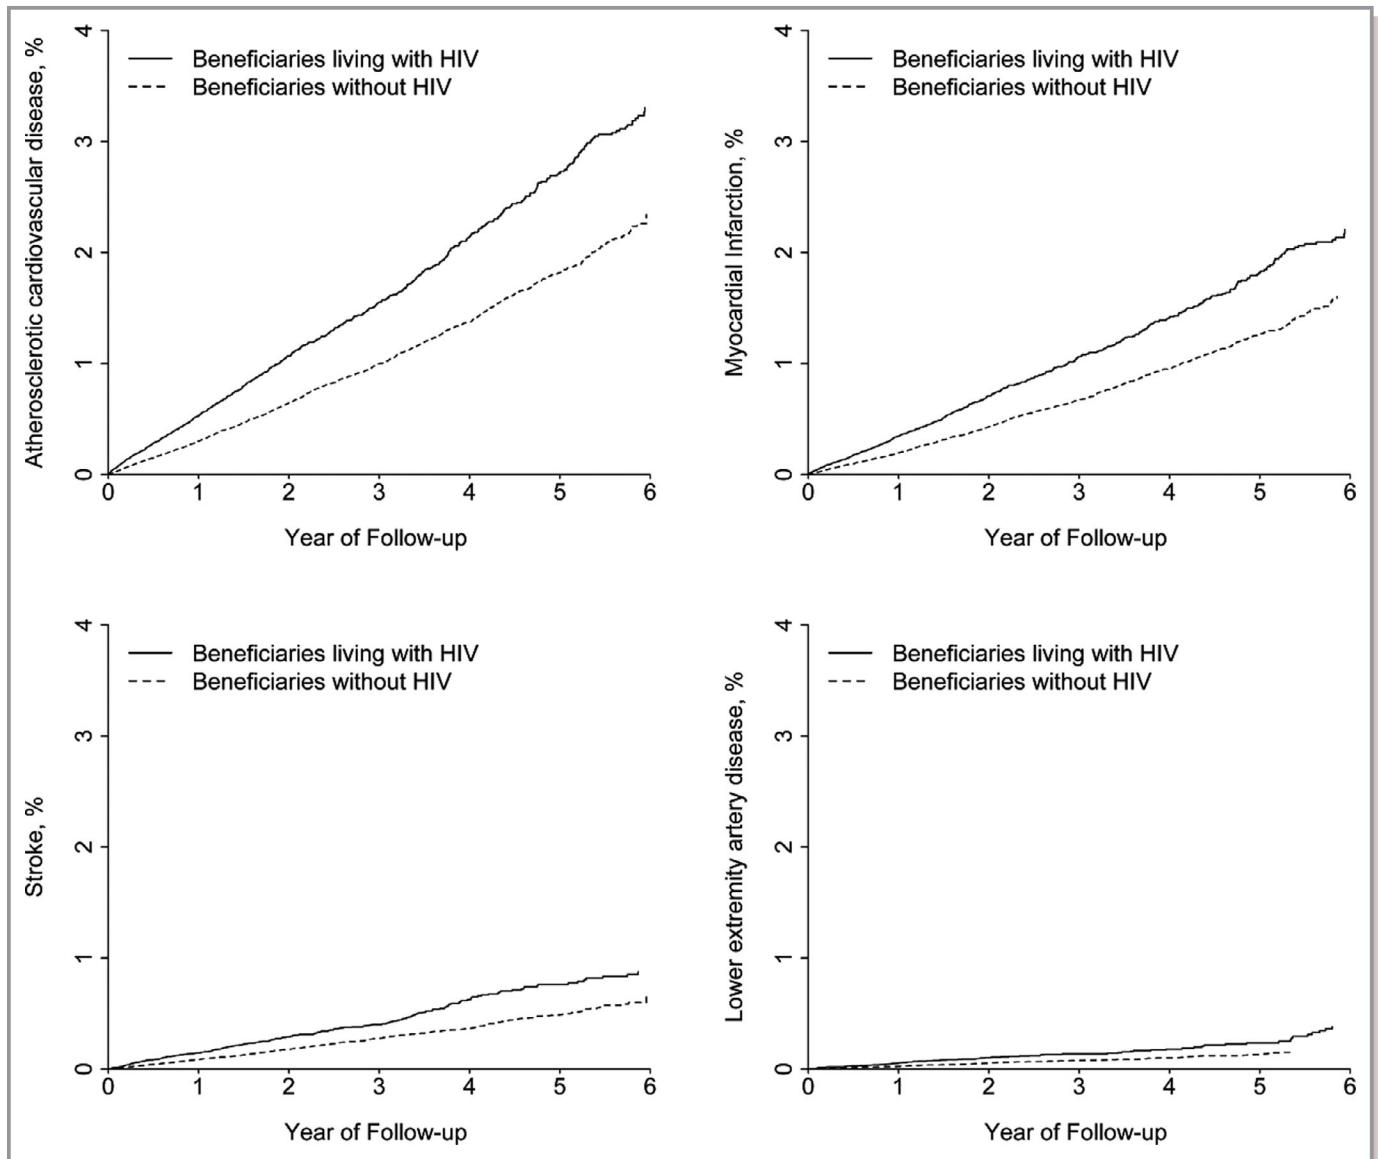 Atherosclerotic cardiovascular disease, %
4
3
2
1
0
Beneficiaries living with HIV
Beneficiaries without HIV
0 1 2 3 4 5 6
Year of Follow-up
Myocardial Infarction, %
4
3
2
1
0
Beneficiaries living with HIV
Beneficiaries without HIV
0 1 2 3 4 5 6
Year of Follow-up
Stroke, %
4
3
2
1
0
Beneficiaries living with HIV
Beneficiaries without HIV
0 1 2 3 4 5 6
Year of Follow-up
Lower extremity artery disease, %
4
3
2
1
0
Beneficiaries living with HIV
Beneficiaries without HIV
0 1 2 3 4 5 6
Year of Follow-up